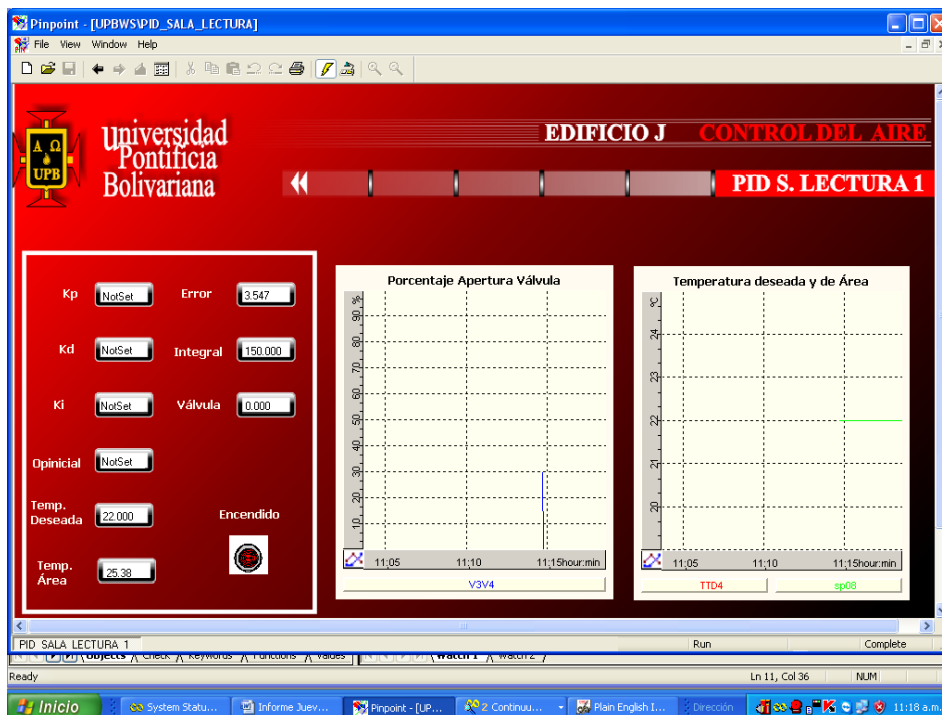 Pinpoint - [UPBWS\PID_SALA_LECTURA]
File View Window Help
Α Ω
UPB
universidad
Pontificia
Bolivariana
EDIFICIO J CONTROL DEL AIRE
PID S. LECTURA 1
Kp NotSet Error 3.547
Kd NotSet Integral 150.000
Ki NotSet Válvula 0.000
Opinicial NotSet
Temp.
Deseada 22.000 Encendido
Temp.
Área 25.38
Porcentaje Apertura Válvula
%
90
80
70
60
50
40
30
20
10
11:05 11:10 11:15hour:min
V3V4
Temperatura deseada y de Área
ºC
24
23
22
21
20
11:05 11:10 11:15hour:min
TTD4 sp08
PID SALA LECTURA 1 Run Complete
Objects Check Keywords Functions Values Watch 1 Watch 2
Ready Ln 11, Col 36 NUM
Inicio System Statu... Informe Juev... Pinpoint - [UP... 2 Continuu... Plain English I... Dirección 11:18 a.m.